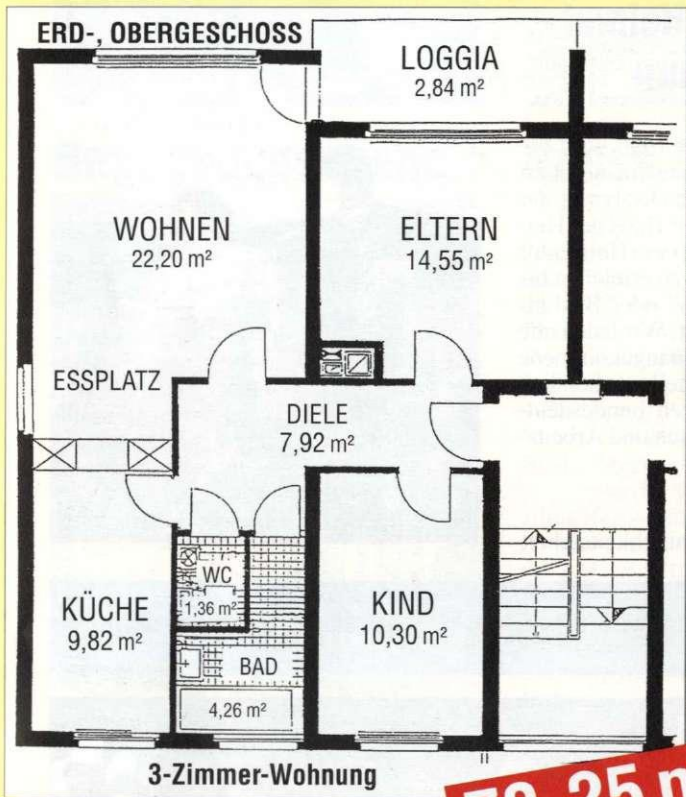 ERD-, OBERGESCHOSS
LOGGIA
2,84 m²
WOHNEN
22,20 m²
ELTERN
14,55 m²
ESSPLATZ
DIELE
7,92 m²
WC
1,36 m²
KÜCHE
9,82 m²
KIND
10,30 m²
BAD
4,26 m²
3-Zimmer-Wohnung
73,25 m